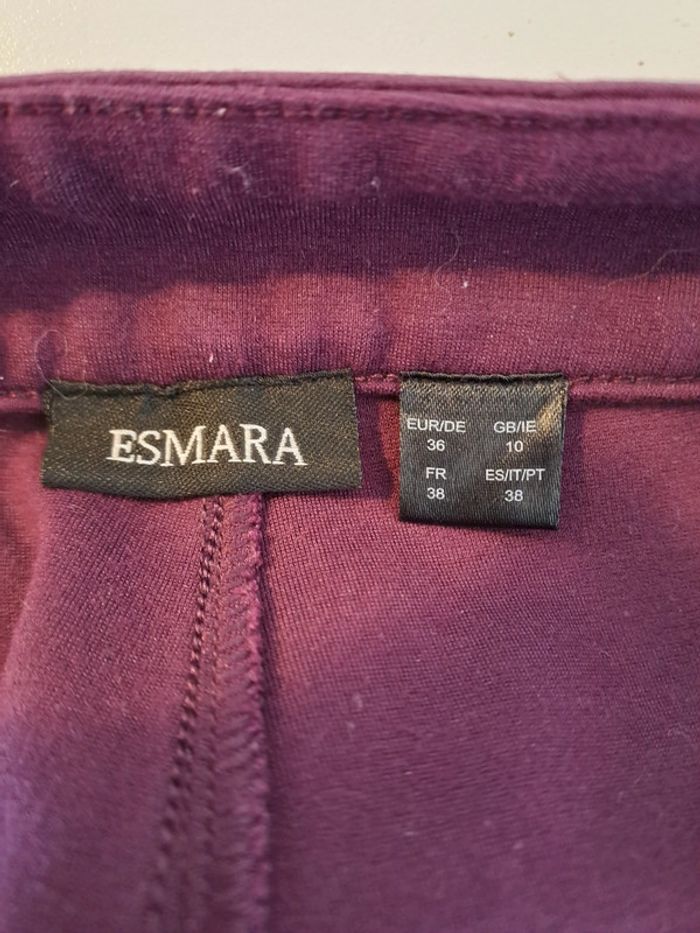 ESMARA
EUR/DE GB/IE
36 10
FR ES/IT/PT
38 38